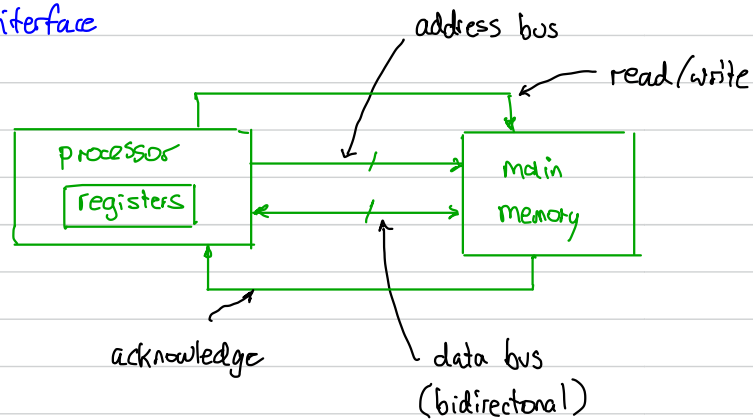 iterface
address bus
read/write
processor
registers
main
memory
acknowledge
data bus
(bidirectonal)